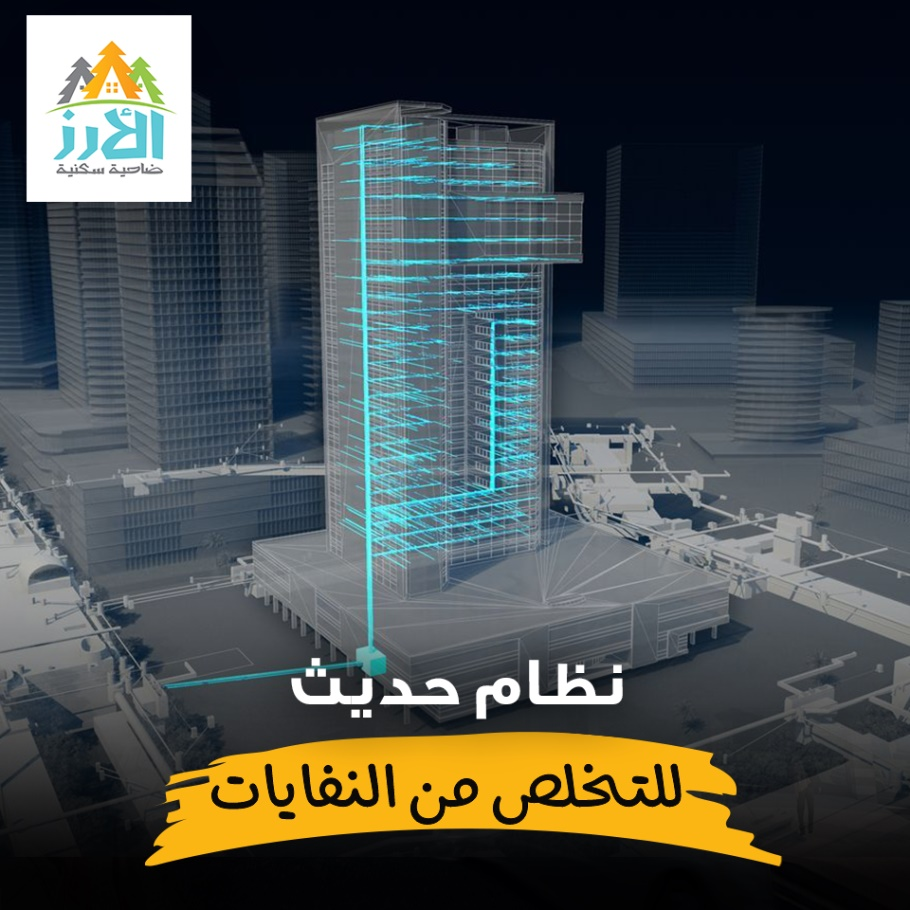 الأرز
ضاحية سكنية
نظام حديث
للتخلص من النفايات